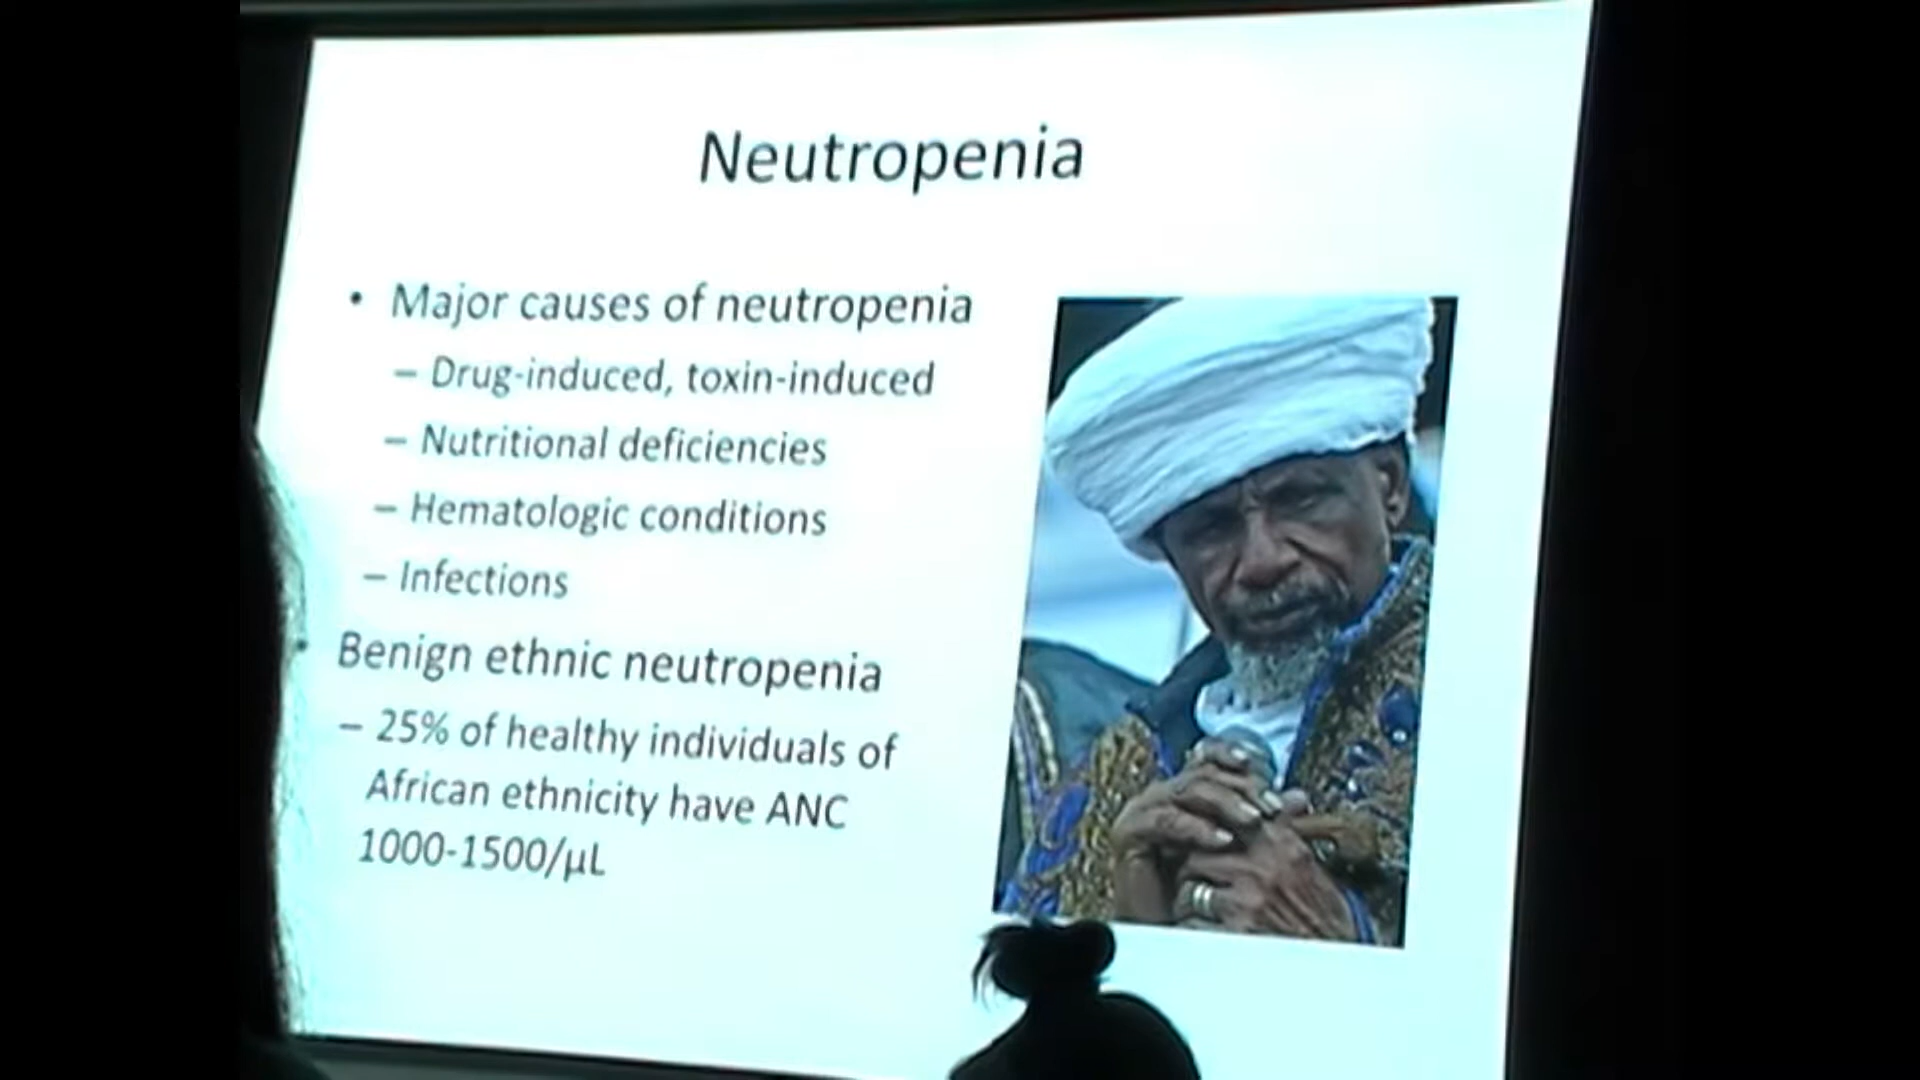 Neutropenia
• Major causes of neutropenia
– Drug-induced, toxin-induced
– Nutritional deficiencies
– Hematologic conditions
– Infections
• Benign ethnic neutropenia
– 25% of healthy individuals of
African ethnicity have ANC
1000-1500/µL